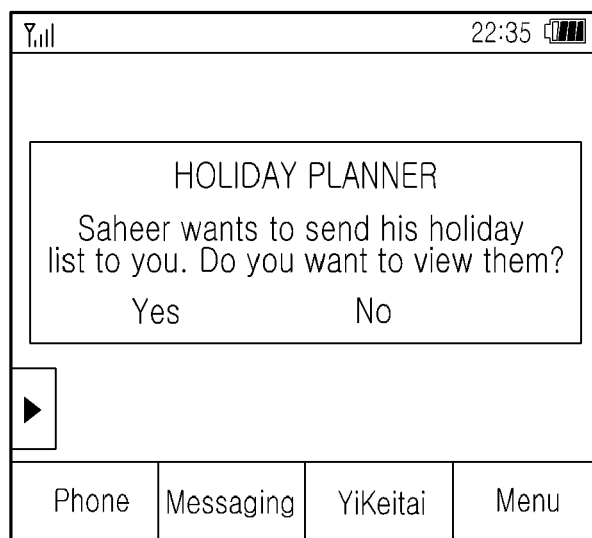 22:35
HOLIDAY PLANNER
Saheer wants to send his holiday
list to you. Do you want to view them?
Yes No
Phone Messaging YiKeitai Menu